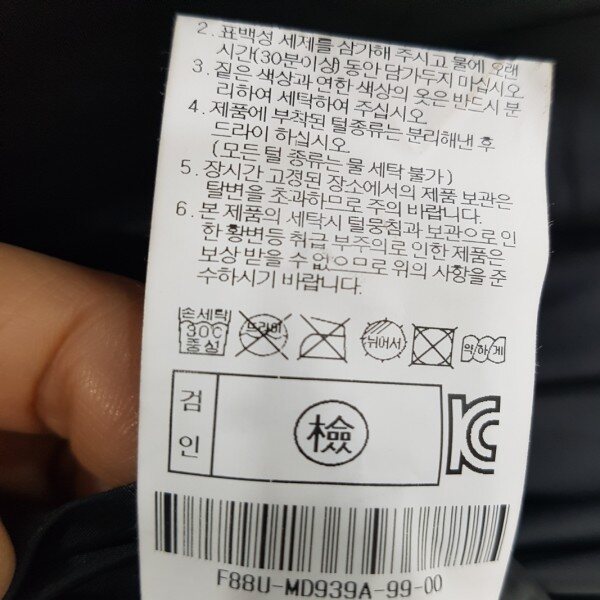 2. 표백성 세제를 삼가해 주시고 물에 오랜
시간(30분이상) 동안 담가두지 마십시오
3. 짙은 색상과 연한 색상의 옷은 반드시 분
리하여 세탁하여 주십시오
4. 제품에 부착된 털종류는 분리해낸 후
드라이 하십시오
(모든 털 종류는 물 세탁 불가)
5. 장시간 고정된 장소에서의 제품 보관은
탈변을 초과하므로 주의 바랍니다.
6. 본 제품의 세탁시 털뭉침과 보관으로 인
한 황변등 취급 부주의로 인한 제품은
보상 받을 수 없으므로 위의 사항을 준
수하시기 바랍니다.
손세탁
30℃
중성
드라이
뉘어서
약하게
검
인
檢
KC
F88U-MD939A-99-00